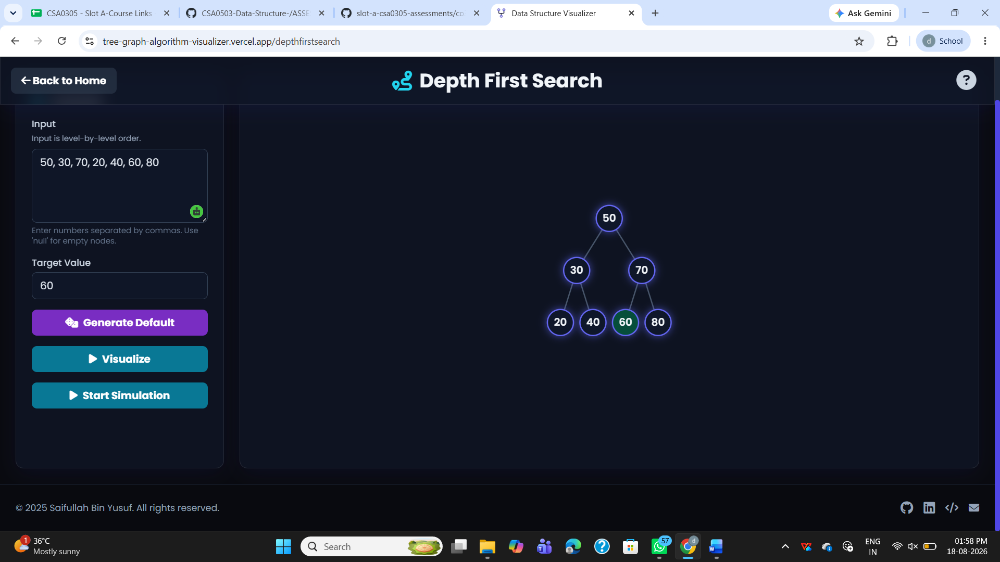 CSA0305 - Slot A-Course Links
CSA0503-Data-Structure-/ASSE
slot-a-csa0305-assessments/co
Data Structure Visualizer
Ask Gemini
tree-graph-algorithm-visualizer.vercel.app/depthfirstsearch
d School
Back to Home
Depth First Search
?
Input
Input is level-by-level order.
50, 30, 70, 20, 40, 60, 80
Enter numbers separated by commas. Use
'null' for empty nodes.
Target Value
60
Generate Default
Visualize
Start Simulation
50
30 70
20 40 60 80
© 2025 Saifullah Bin Yusuf. All rights reserved.
1
36°C
Mostly sunny
Search
57
d
ENG
IN
01:58 PM
18-08-2026